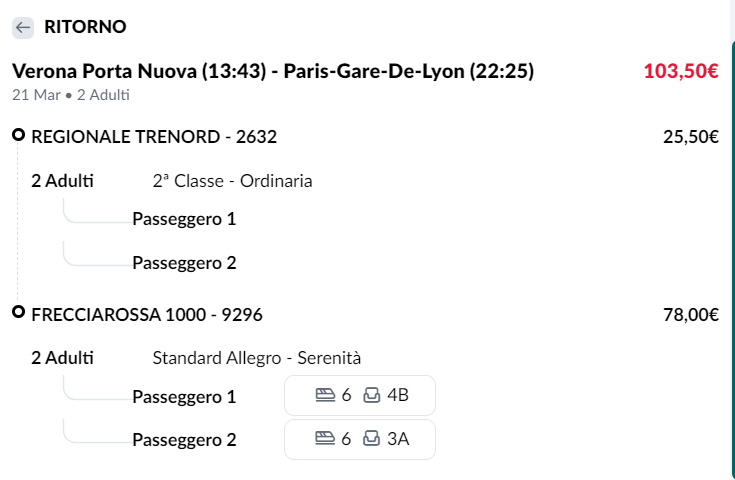 RITORNO
Verona Porta Nuova (13:43) - Paris-Gare-De-Lyon (22:25) 103,50€
21 Mar • 2 Adulti
REGIONALE TRENORD - 2632 25,50€
2 Adulti 2ª Classe - Ordinaria
Passeggero 1
Passeggero 2
FRECCIAROSSA 1000 - 9296 78,00€
2 Adulti Standard Allegro - Serenità
Passeggero 1 6 4B
Passeggero 2 6 3A